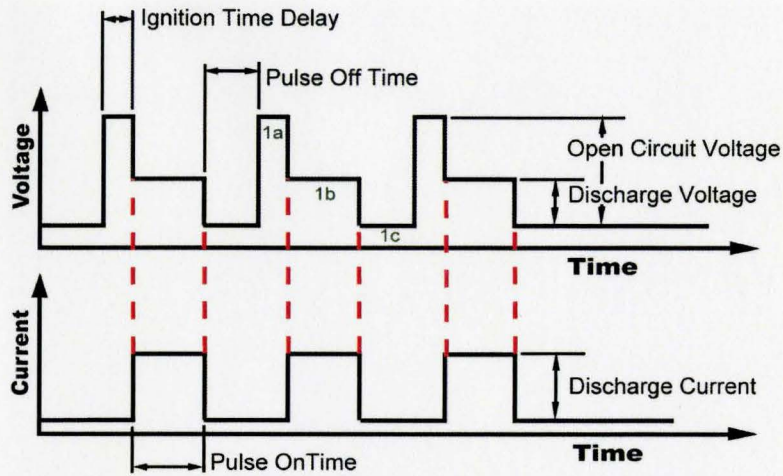 Ignition Time Delay
Pulse Off Time
1a
Open Circuit Voltage
Voltage
1b
Discharge Voltage
1c
Time
Current
Discharge Current
Pulse OnTime
Time